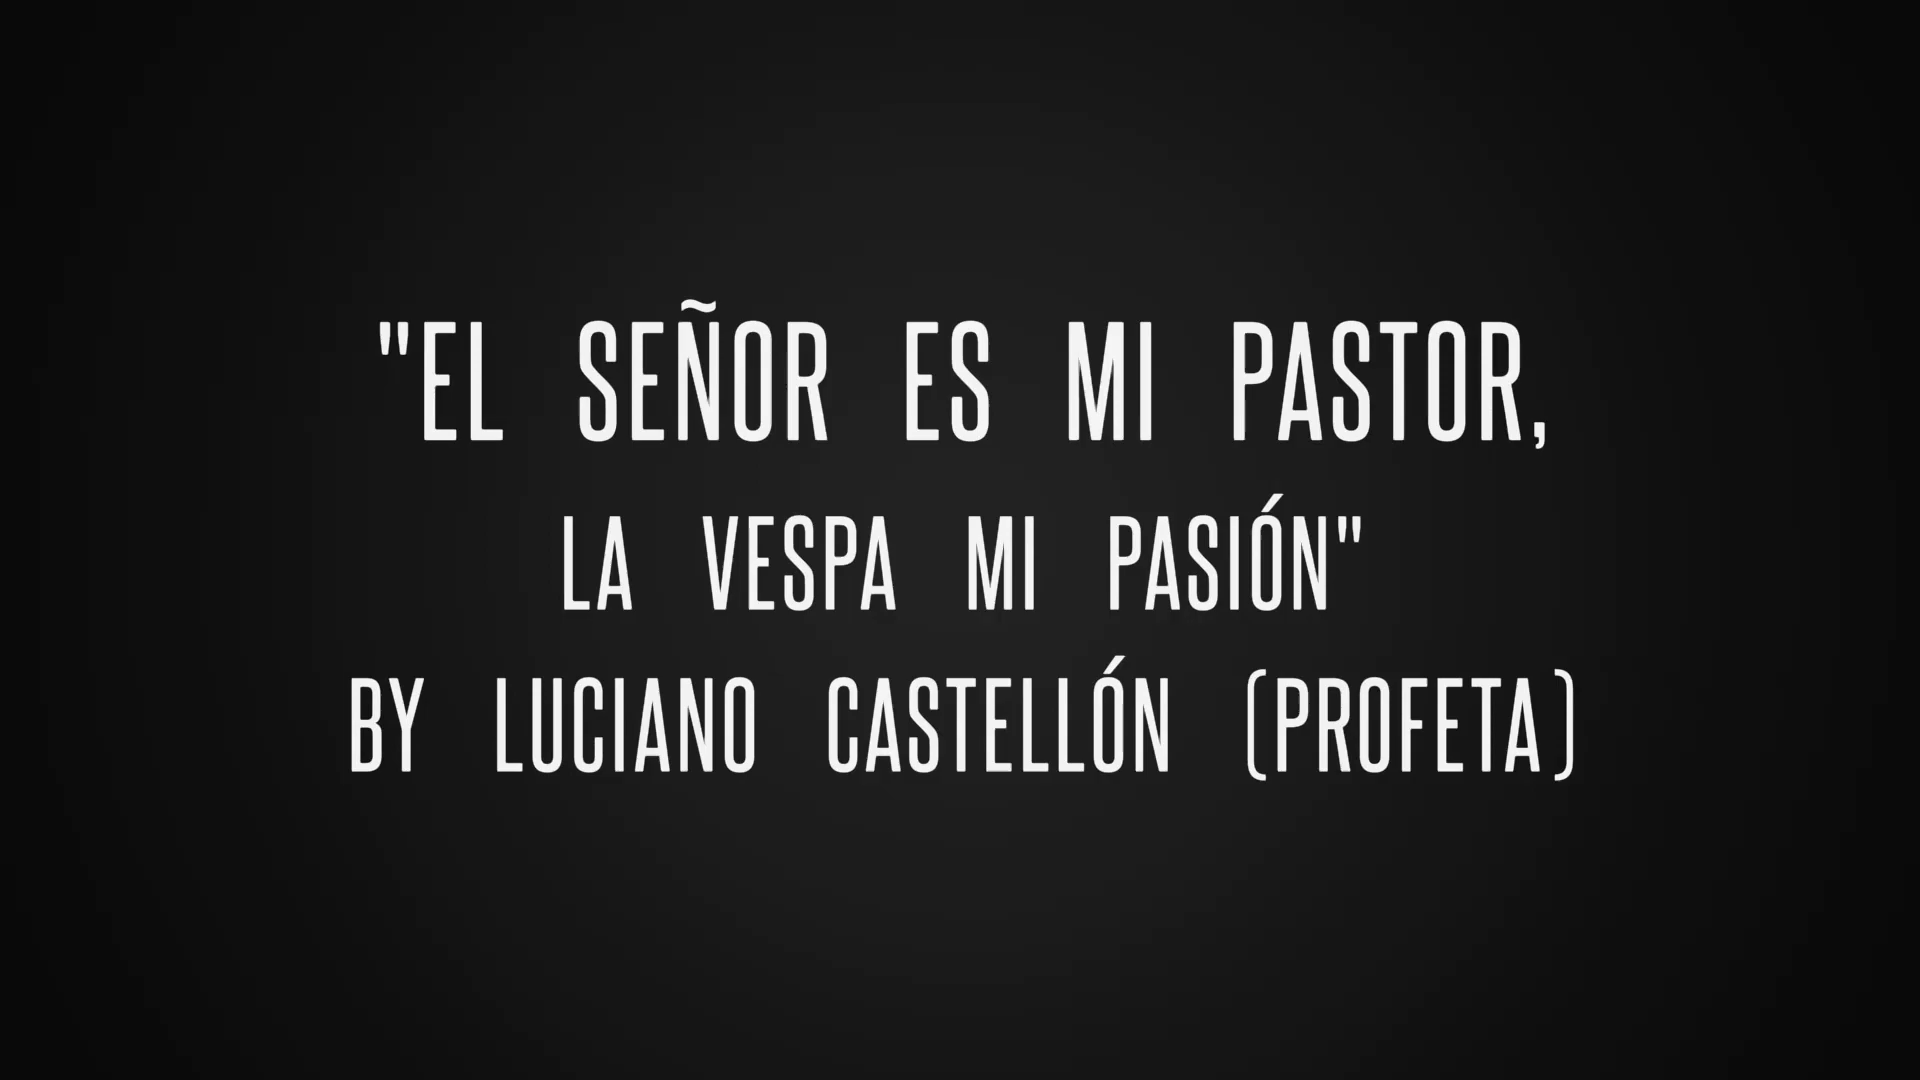 "EL SEÑOR ES MI PASTOR,
LA VESPA MI PASIÓN"
BY LUCIANO CASTELLÓN (PROFETA)